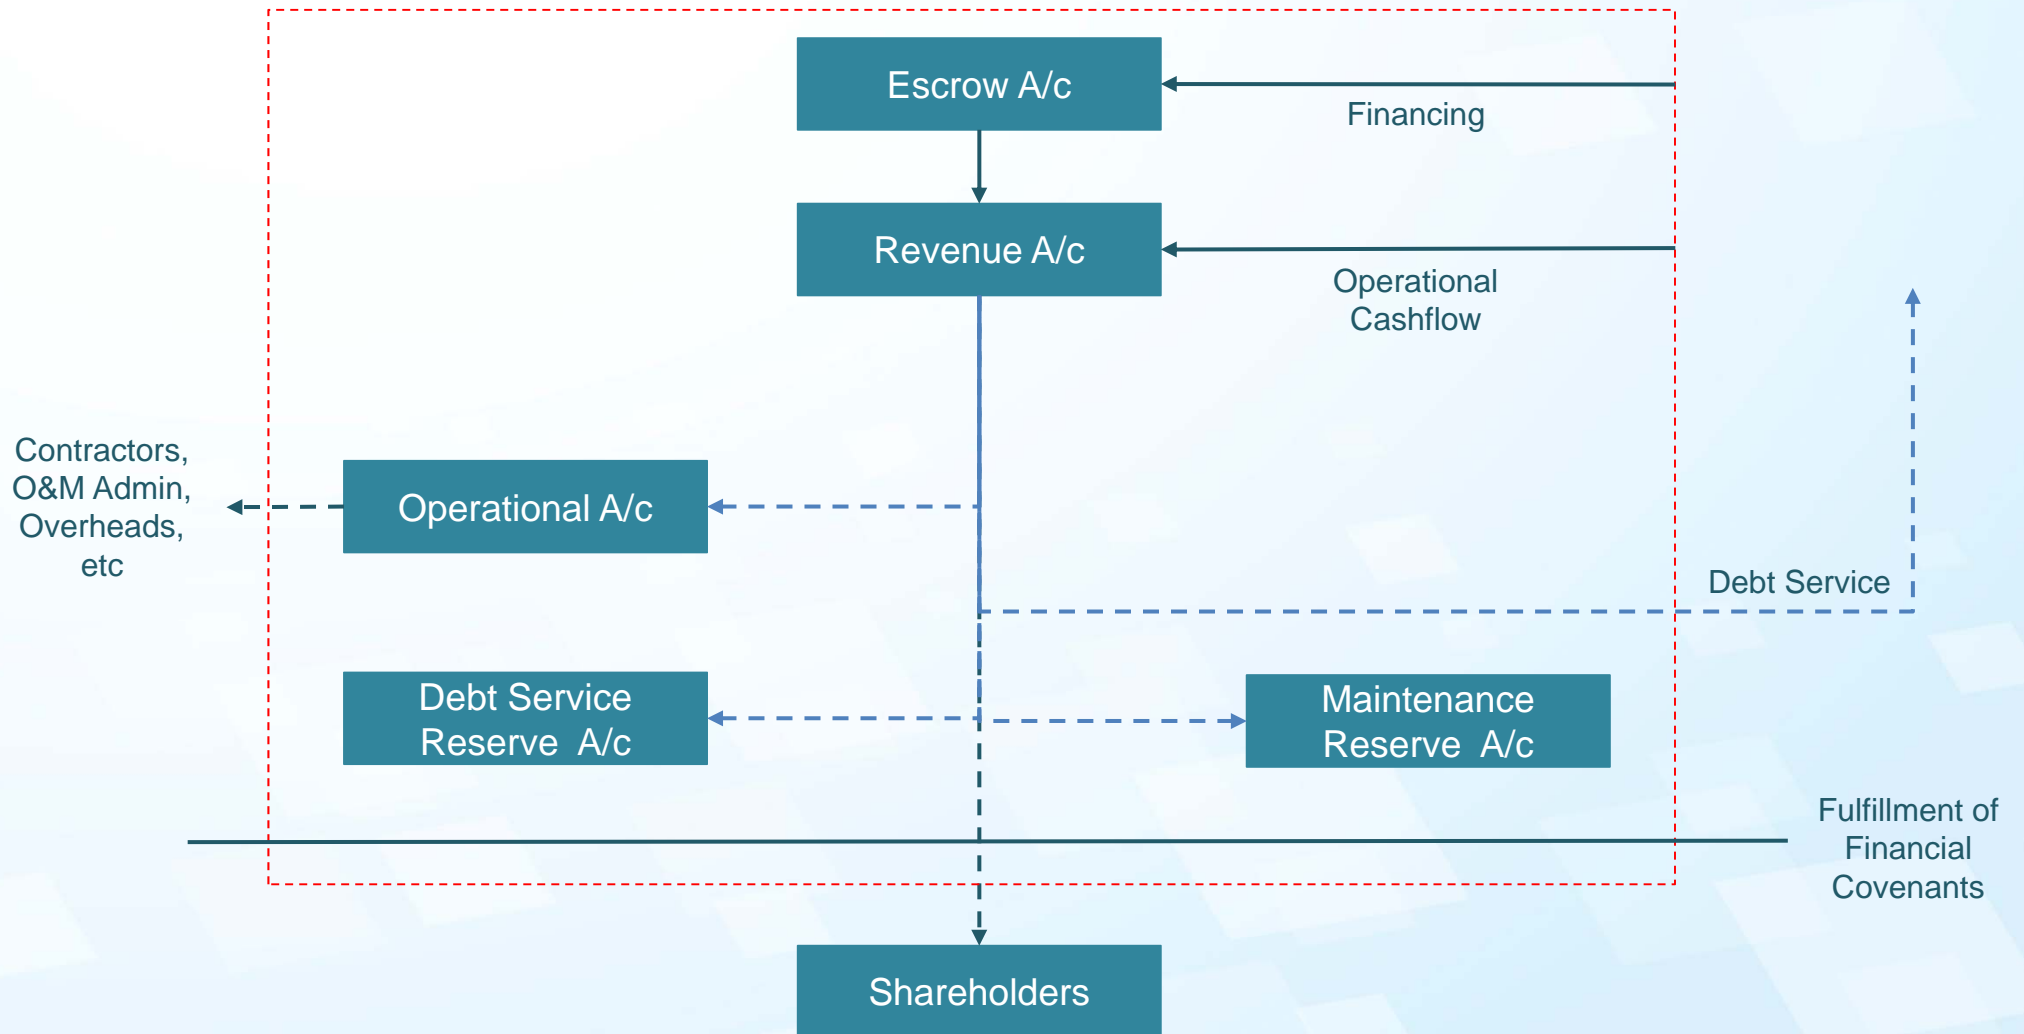 Escrow A/c
Financing
Revenue A/c
Operational
Cashflow
Contractors,
O&M Admin,
Overheads,
etc
Operational A/c
Debt Service
Debt Service
Reserve  A/c
Maintenance
Reserve  A/c
Fulfillment of
Financial
Covenants
Shareholders